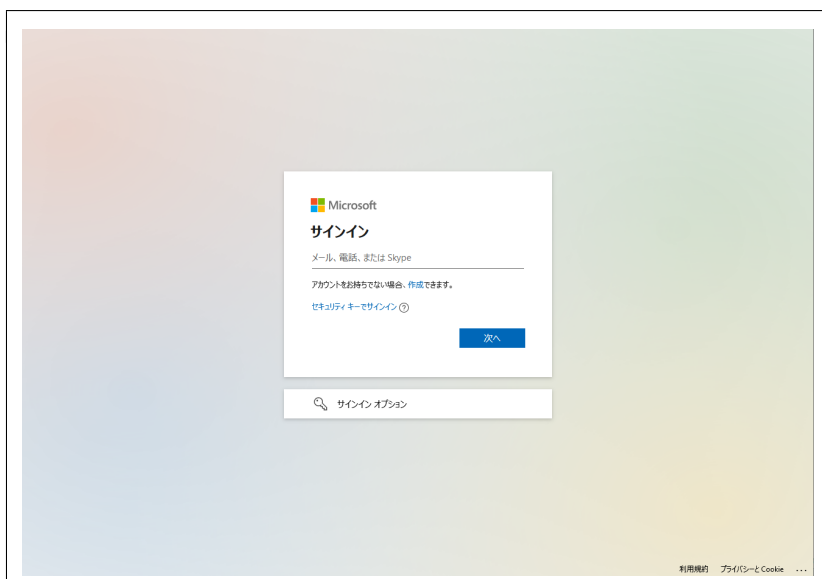 Microsoft
サインイン
メール、電話、または Skype
アカウントをお持ちでない場合、作成できます。
セキュリティ キーでサインイン ?
次へ
サインイン オプション
利用規約 プライバシーと Cookie ...